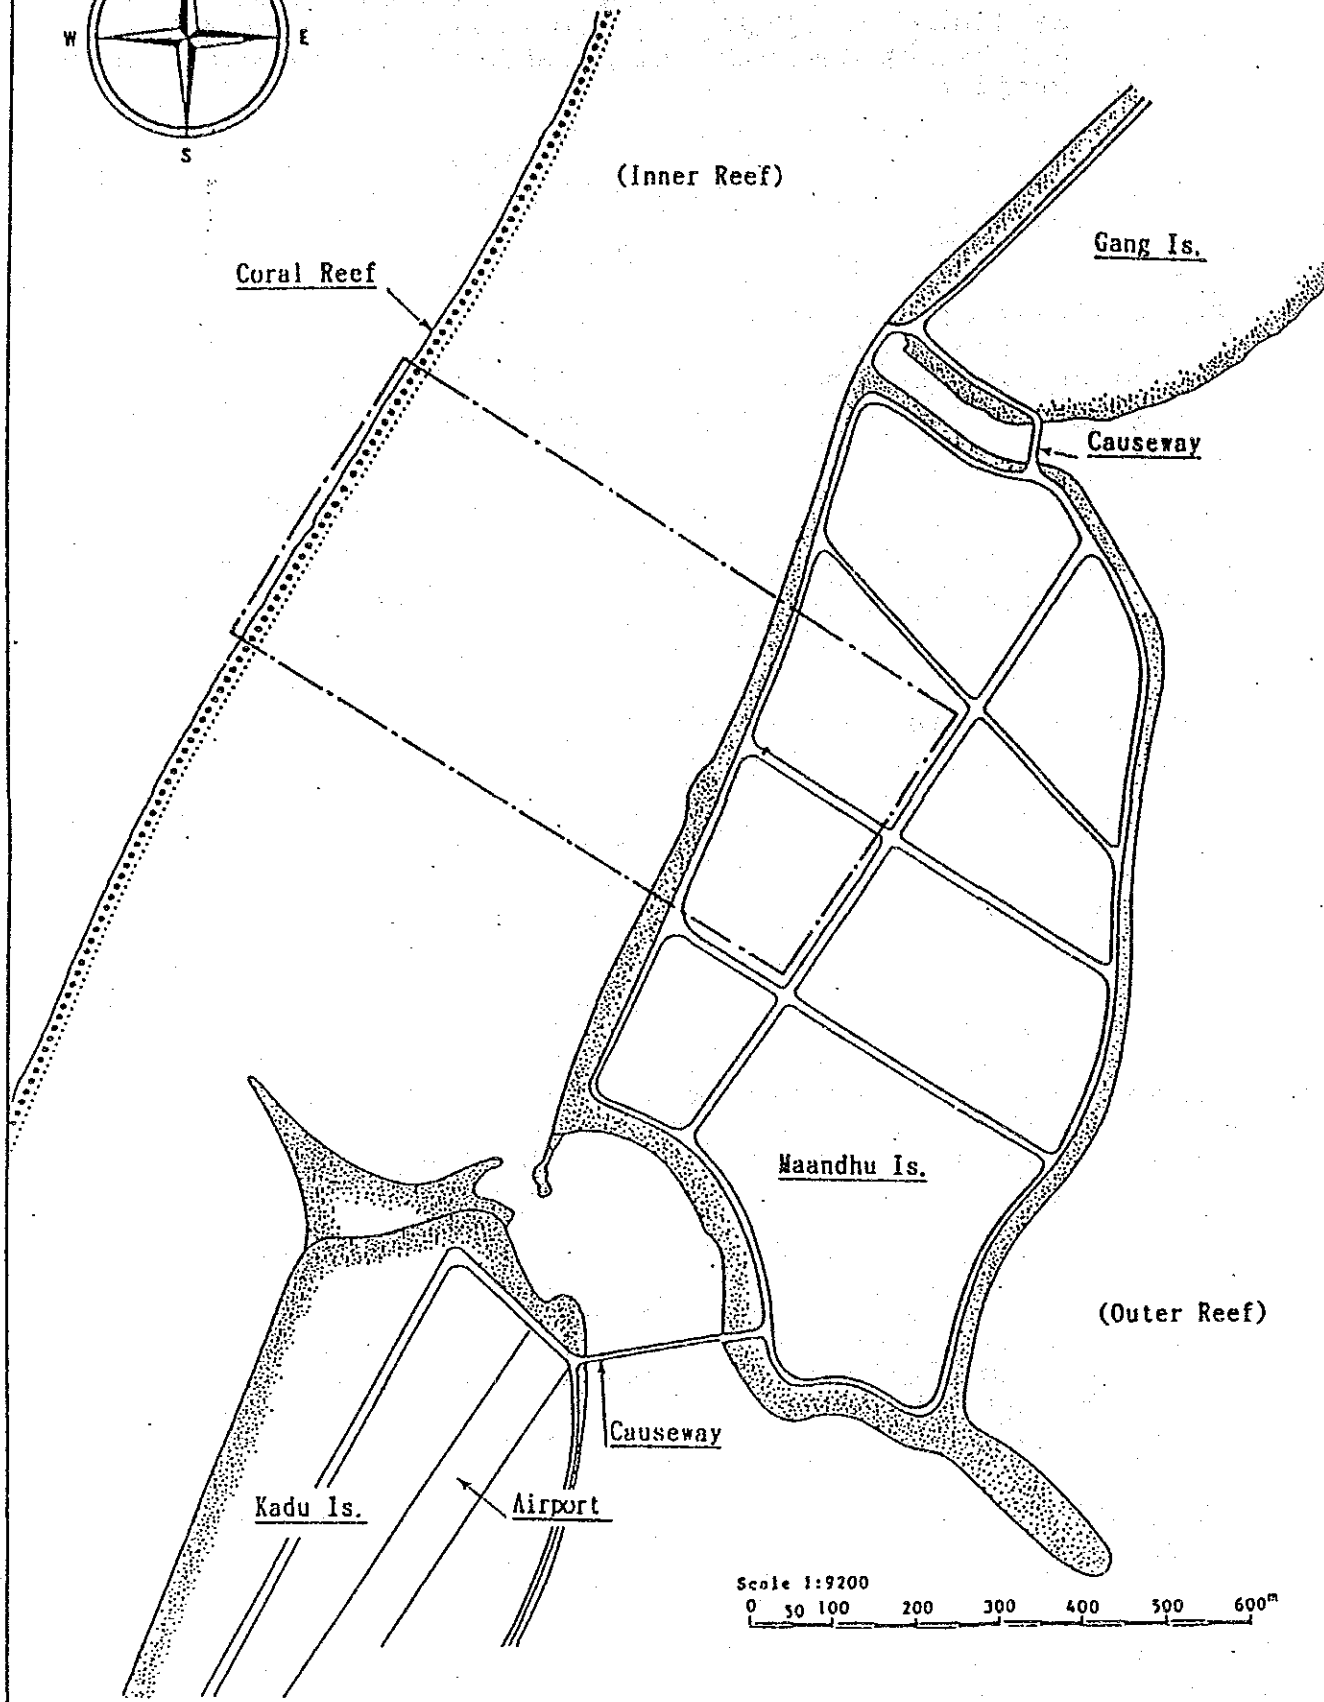 W E
S
(Inner Reef)
Gang Is.
Coral Reef
Causeway
Maandhu Is.
(Outer Reef)
Causeway
Kadu Is.
Airport
Scale 1:9200
0 50 100 200 300 400 500 600m